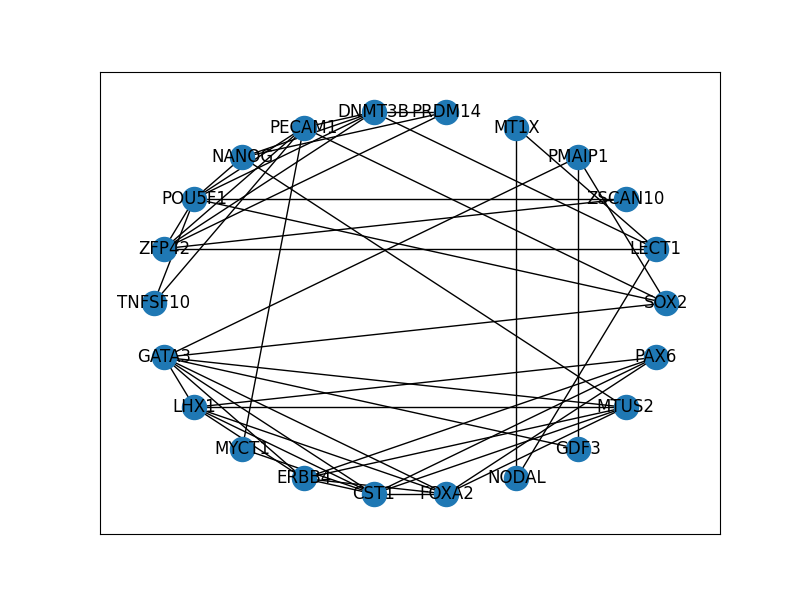 DNMT3B PRDM14
PECAM1 MT1X
NANOG PMAIP1
POU5F1 ZSCAN10
ZFP42 LECT1
TNFSF10 SOX2
GATA3 PAX6
LHX1 MTUS2
MYCT1 GDF3
ERBB4 NODAL
CST1 FOXA2